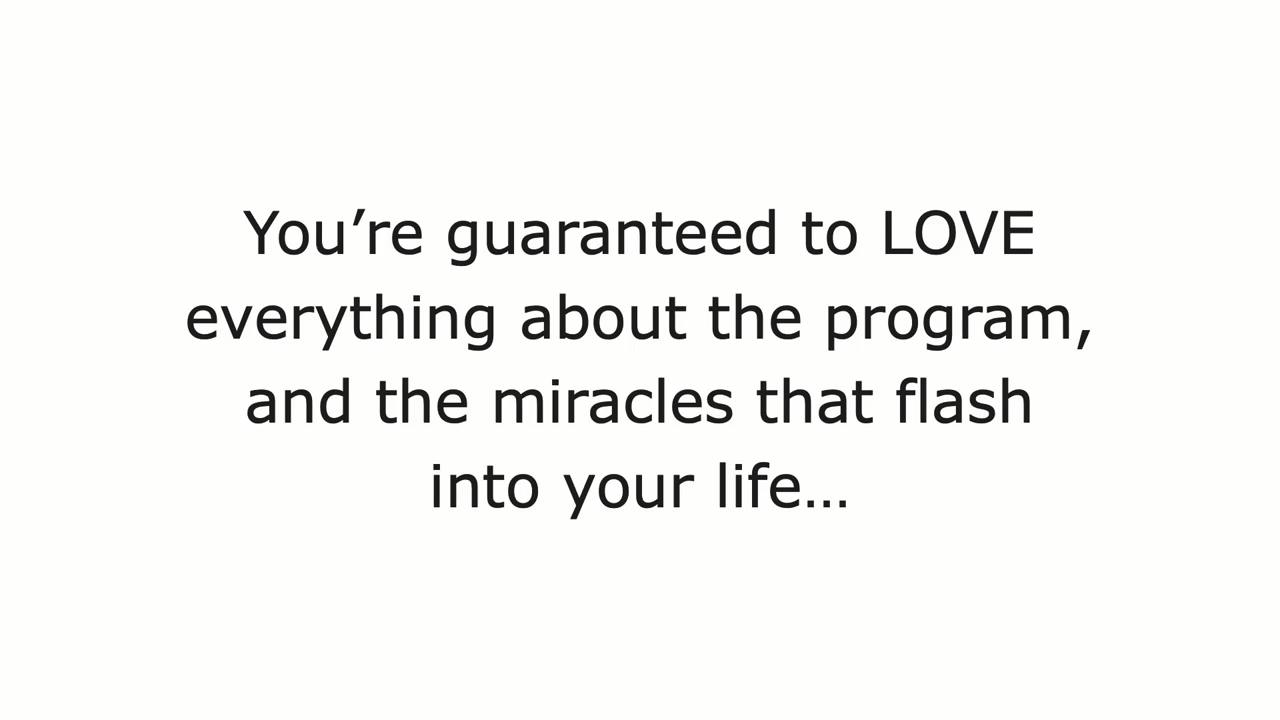 You’re guaranteed to LOVE
everything about the program,
and the miracles that flash
into your life…